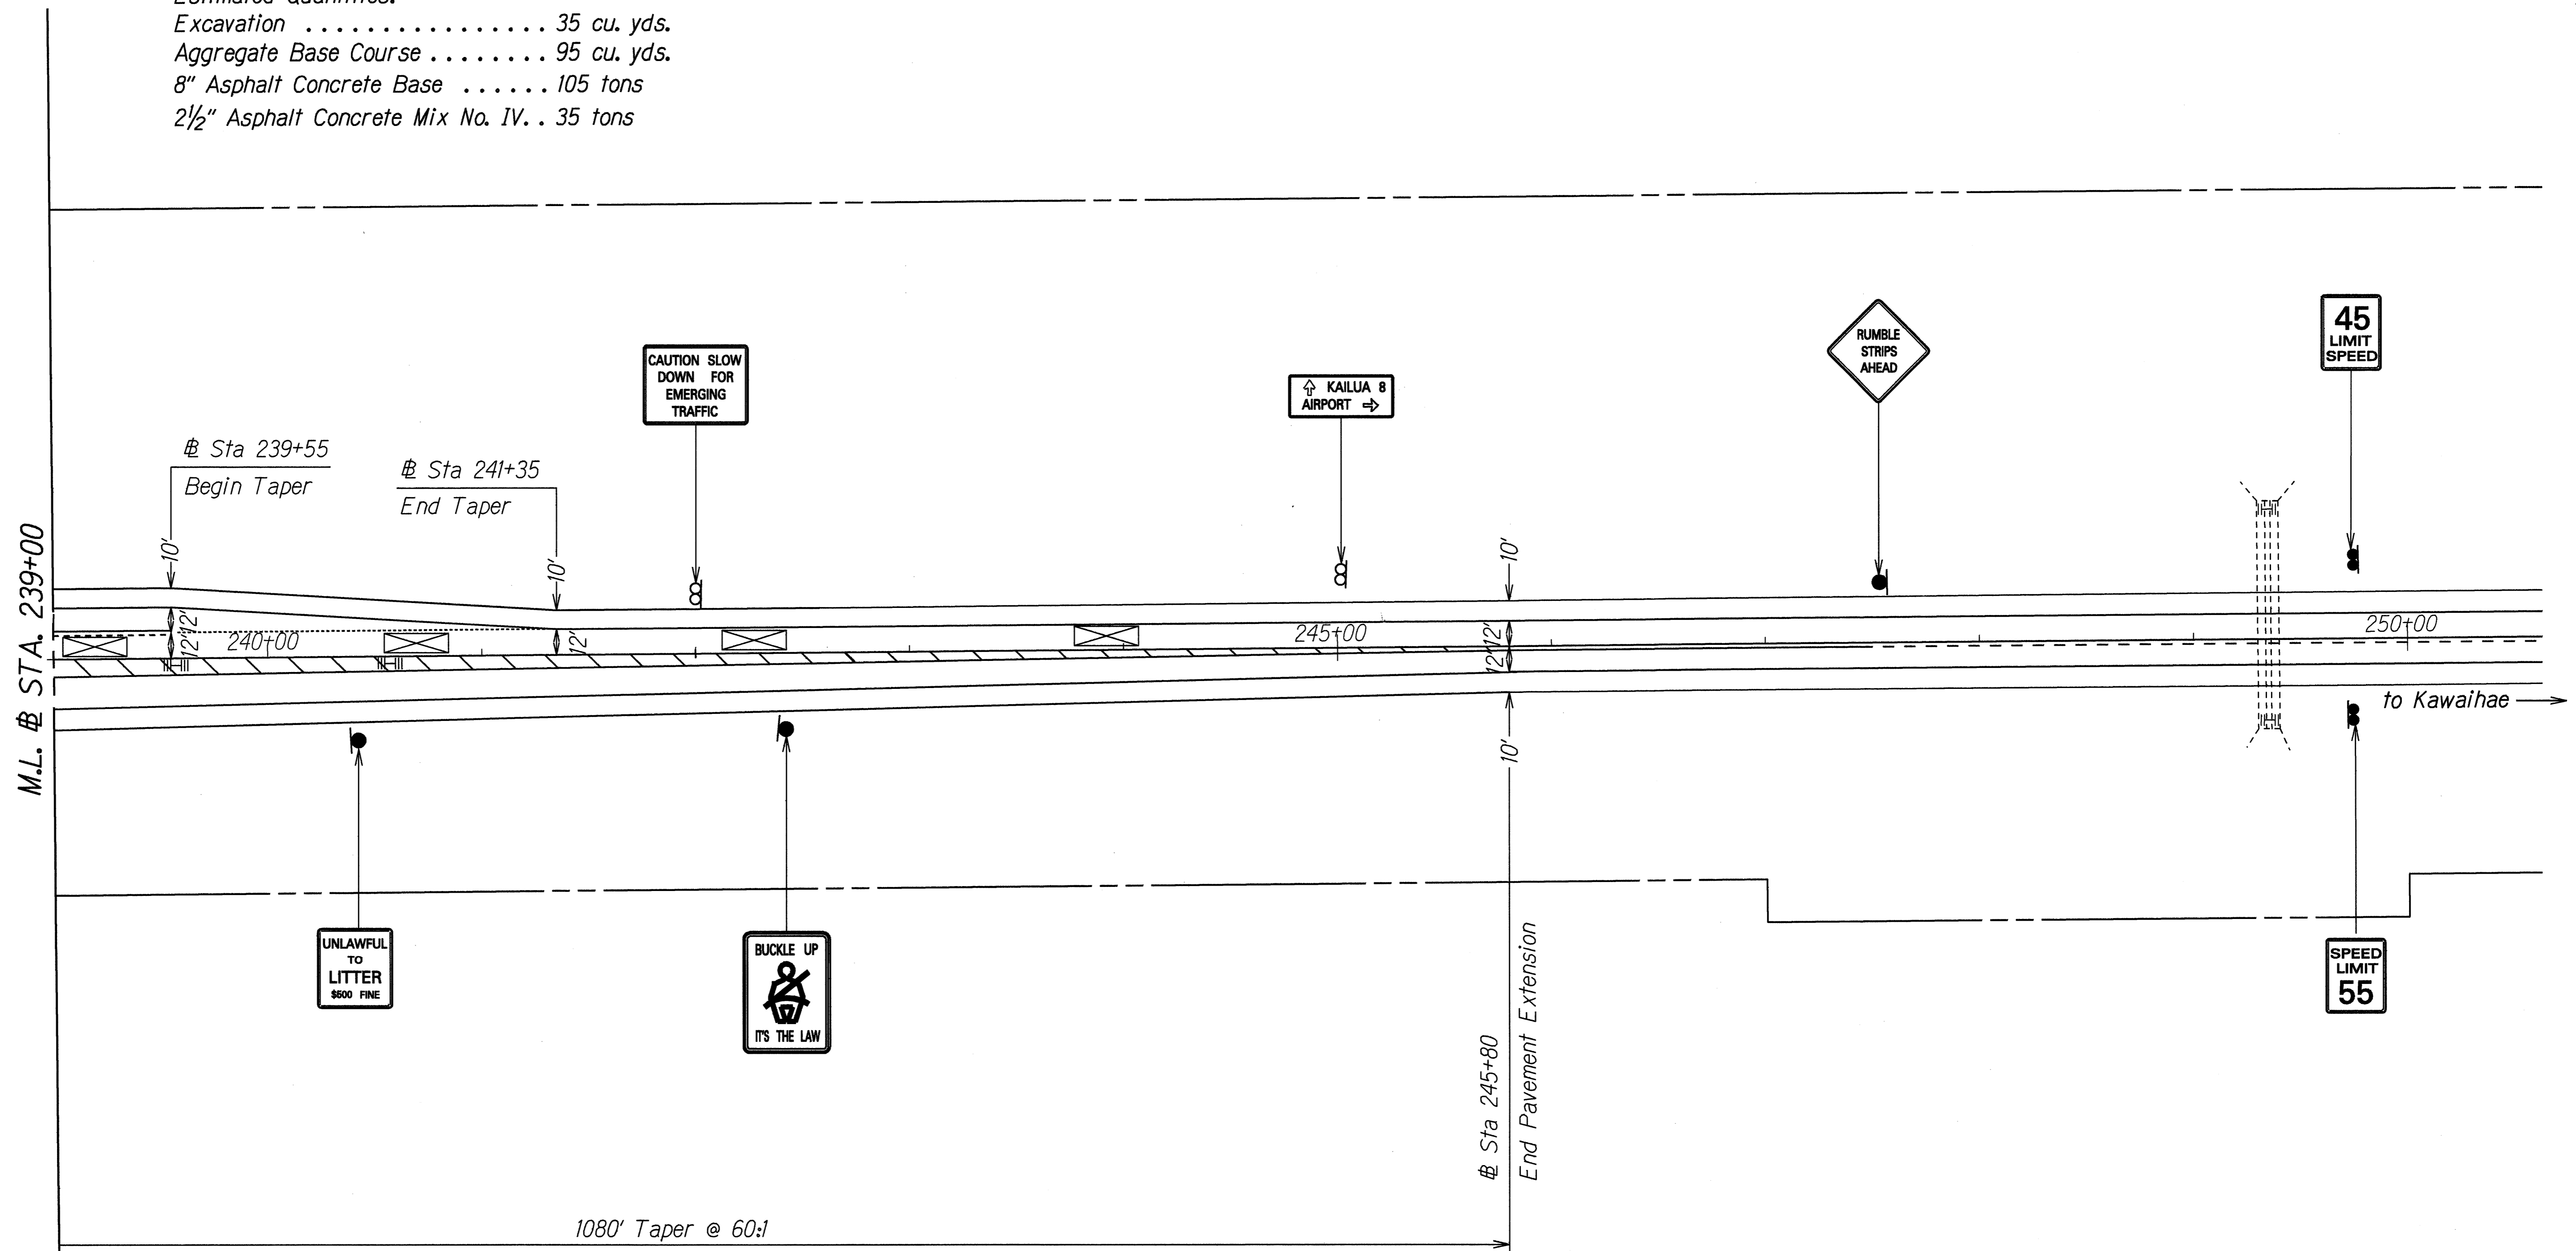 Estimated Quantities:
Excavation ................ 35 cu. yds.
Aggregate Base Course ........ 95 cu. yds.
8" Asphalt Concrete Base ...... 105 tons
2½" Asphalt Concrete Mix No. IV. . 35 tons
CAUTION SLOW
DOWN FOR
EMERGING
TRAFFIC
↑ KAILUA 8
AIRPORT →
RUMBLE
STRIPS
AHEAD
45
LIMIT
SPEED
℄ Sta 239+55
Begin Taper
℄ Sta 241+35
End Taper
10'
10'
10'
M.L. ℄ STA. 239+00
12'
12'
240+00
12'
245+00
12'
12'
250+00
to Kawaihae
10'
UNLAWFUL
TO
LITTER
$500 FINE
BUCKLE UP
IT'S THE LAW
℄ Sta 245+80
End Pavement Extension
SPEED
LIMIT
55
1080' Taper @ 60:1